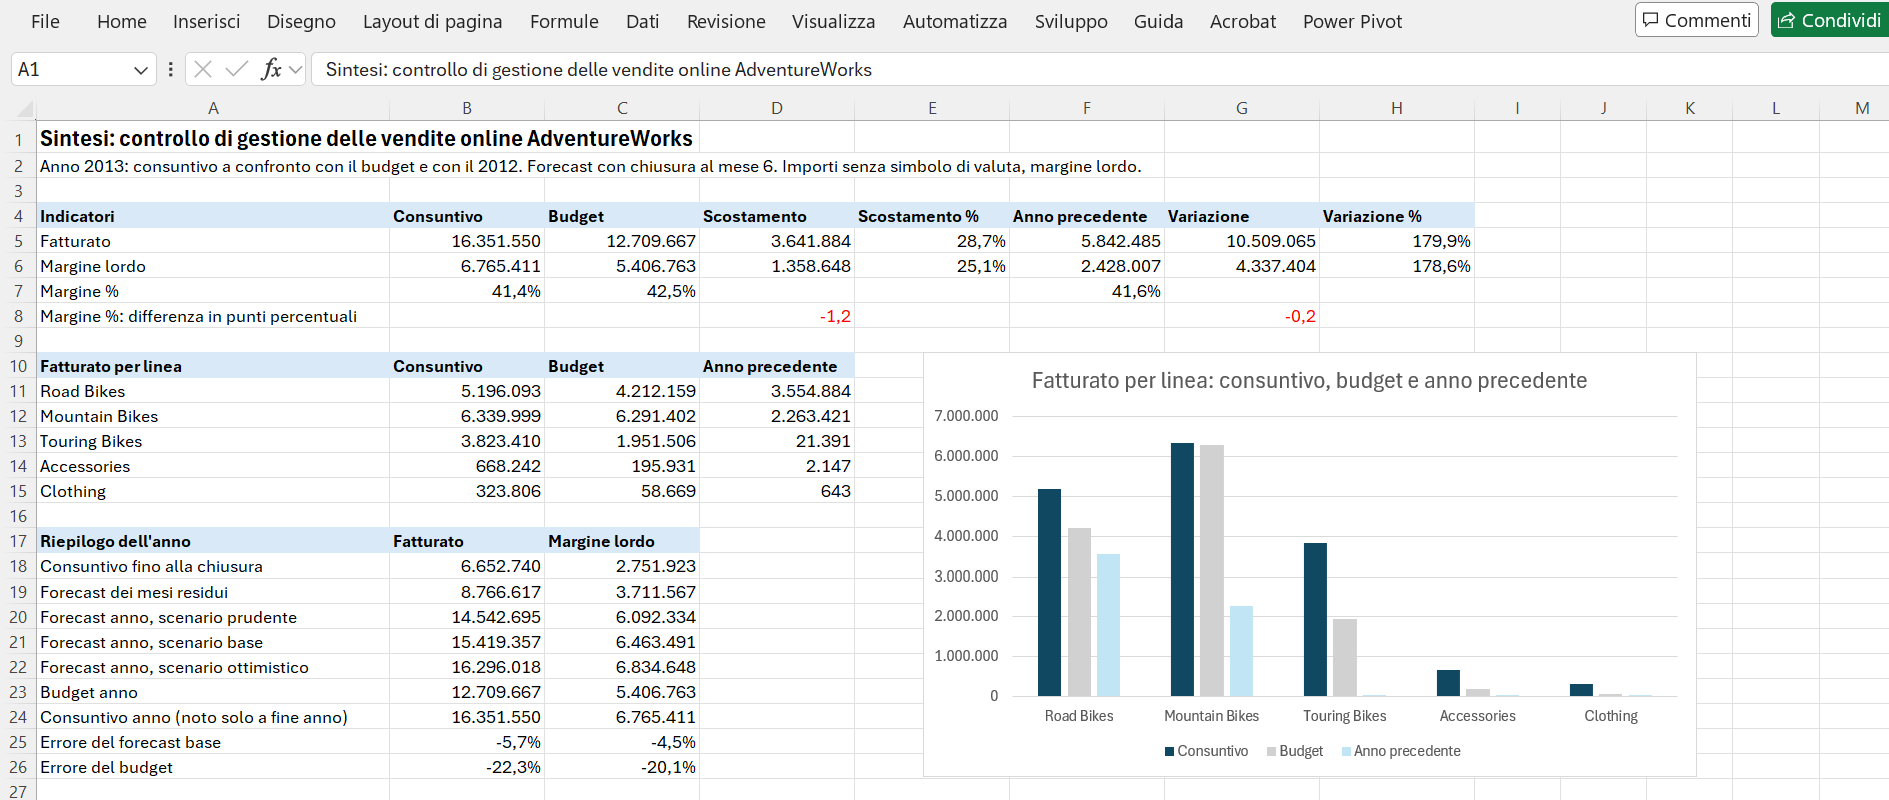 File Home Inserisci Disegno Layout di pagina Formule Dati Revisione Visualizza Automatizza Sviluppo Guida Acrobat Power Pivot Commenti Condividi
A1 fx Sintesi: controllo di gestione delle vendite online AdventureWorks
A B C D E F G H I J K L M
1 Sintesi: controllo di gestione delle vendite online AdventureWorks
2 Anno 2013: consuntivo a confronto con il budget e con il 2012. Forecast con chiusura al mese 6. Importi senza simbolo di valuta, margine lordo.
3
4 Indicatori Consuntivo Budget Scostamento Scostamento % Anno precedente Variazione Variazione %
5 Fatturato 16.351.550 12.709.667 3.641.884 28,7% 5.842.485 10.509.065 179,9%
6 Margine lordo 6.765.411 5.406.763 1.358.648 25,1% 2.428.007 4.337.404 178,6%
7 Margine % 41,4% 42,5% 41,6%
8 Margine %: differenza in punti percentuali -1,2 -0,2
9
10 Fatturato per linea Consuntivo Budget Anno precedente
11 Road Bikes 5.196.093 4.212.159 3.554.884
12 Mountain Bikes 6.339.999 6.291.402 2.263.421
13 Touring Bikes 3.823.410 1.951.506 21.391
14 Accessories 668.242 195.931 2.147
15 Clothing 323.806 58.669 643
16
17 Riepilogo dell'anno Fatturato Margine lordo
18 Consuntivo fino alla chiusura 6.652.740 2.751.923
19 Forecast dei mesi residui 8.766.617 3.711.567
20 Forecast anno, scenario prudente 14.542.695 6.092.334
21 Forecast anno, scenario base 15.419.357 6.463.491
22 Forecast anno, scenario ottimistico 16.296.018 6.834.648
23 Budget anno 12.709.667 5.406.763
24 Consuntivo anno (noto solo a fine anno) 16.351.550 6.765.411
25 Errore del forecast base -5,7% -4,5%
26 Errore del budget -22,3% -20,1%
27
Fatturato per linea: consuntivo, budget e anno precedente
7.000.000
6.000.000
5.000.000
4.000.000
3.000.000
2.000.000
1.000.000
0
Road Bikes Mountain Bikes Touring Bikes Accessories Clothing
Consuntivo Budget Anno precedente